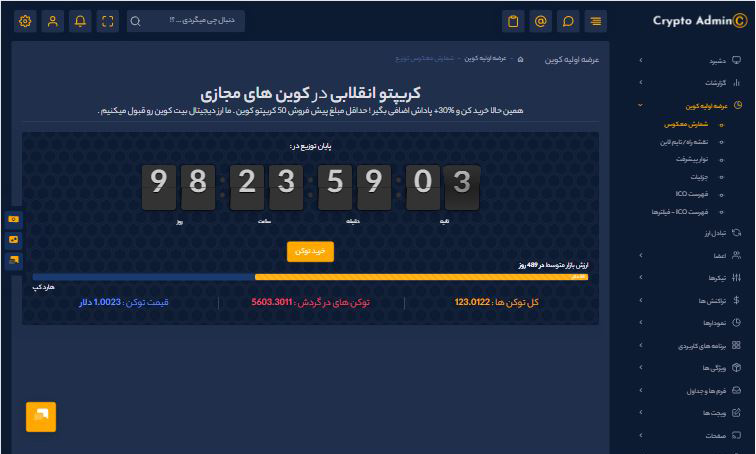 Crypto Admin
دنبال چی میگردی ... ؟!
داشبرد
گزارشات
عرضه اولیه کوین
شمارش معکوس
نقشه راه/ تایم لاین
نوار پیشرفت
جزئیات
فهرست ICO
فهرست ICO - فیلترها
تبادل ارز
اعضا
تیکرها
تراکنش ها
نمودارها
برنامه های کاربردی
ویژگی ها
فرم ها و جداول
ویجت ها
صفحات
عرضه اولیه کوین
عرضه اولیه کوین - شمارش معکوس توزیع
کریپتو انقلابی در کوین های مجازی
همین حالا خرید کن و 30%+ پاداش اضافی بگیر ! حداقل مبلغ پیش فروش 50 کریپتو کوین . ما ارز دیجیتال بیت کوین رو قبول میکنیم .
پایان توزیع در :
98 : 23 : 59 : 03
روز ساعت دقیقه ثانیه
خرید توکن
ارزش بازار متوسط در 489 روز
هارد کپ
کل توکن ها : 123.0122
توکن های در گردش : 5603.3011
قیمت توکن : 1.0023 دلار